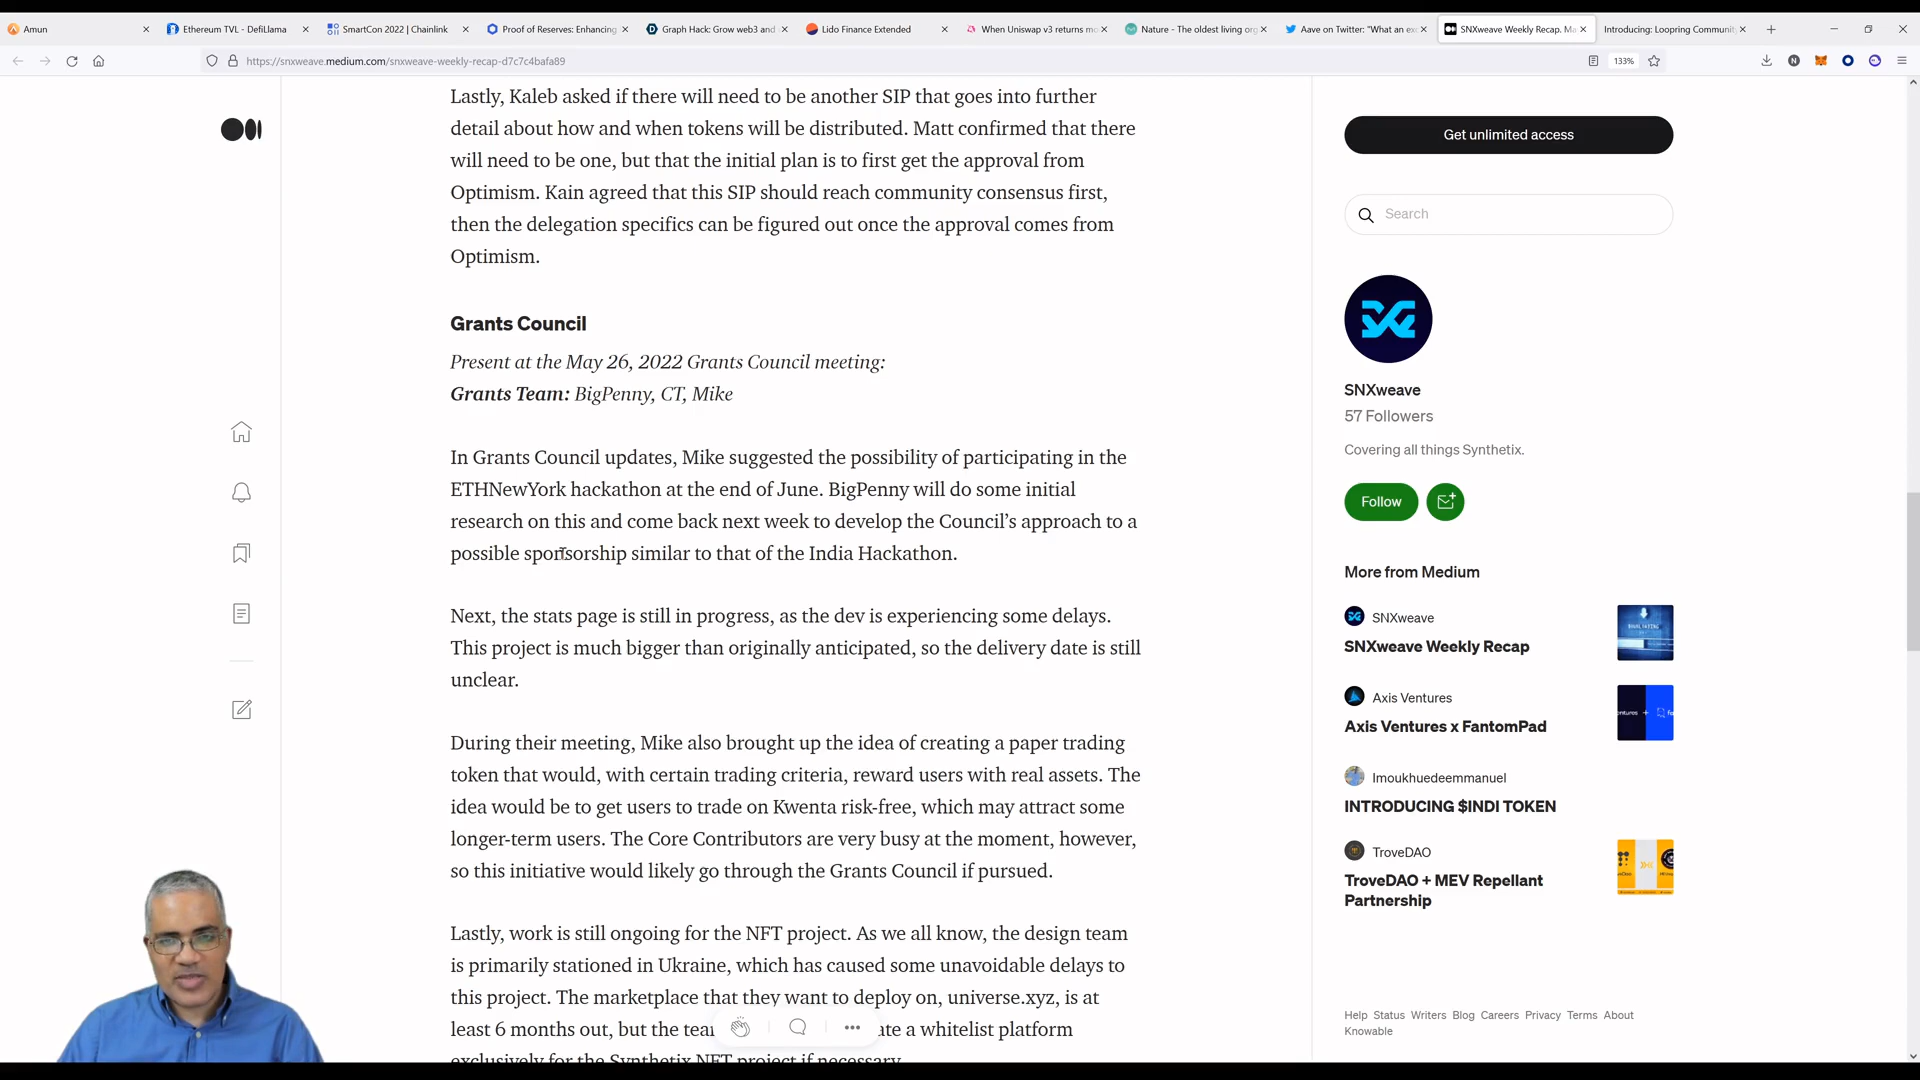 Amun
Ethereum TVL - DefiLlama
SmartCon 2022 | Chainlink
Proof of Reserves: Enhancing
Graph Hack: Grow web3 and
Lido Finance Extended
When Uniswap v3 returns mo
Nature - The oldest living or
Aave on Twitter: "What an ex
SNXweave Weekly Recap. Ma
Introducing: Loopring Communit
https://snxweave.medium.com/snxweave-weekly-recap-d7c7c4bafa89
133%
Lastly, Kaleb asked if there will need to be another SIP that goes into further
detail about how and when tokens will be distributed. Matt confirmed that there
will need to be one, but that the initial plan is to first get the approval from
Optimism. Kain agreed that this SIP should reach community consensus first,
then the delegation specifics can be figured out once the approval comes from
Optimism.
Grants Council
Present at the May 26, 2022 Grants Council meeting:
Grants Team: BigPenny, CT, Mike
In Grants Council updates, Mike suggested the possibility of participating in the
ETHNewYork hackathon at the end of June. BigPenny will do some initial
research on this and come back next week to develop the Council's approach to a
possible sponsorship similar to that of the India Hackathon.
Next, the stats page is still in progress, as the dev is experiencing some delays.
This project is much bigger than originally anticipated, so the delivery date is still
unclear.
During their meeting, Mike also brought up the idea of creating a paper trading
token that would, with certain trading criteria, reward users with real assets. The
idea would be to get users to trade on Kwenta risk-free, which may attract some
longer-term users. The Core Contributors are very busy at the moment, however,
so this initiative would likely go through the Grants Council if pursued.
Lastly, work is still ongoing for the NFT project. As we all know, the design team
is primarily stationed in Ukraine, which has caused some unavoidable delays to
this project. The marketplace that they want to deploy on, universe.xyz, is at
least 6 months out, but the tea ate a whitelist platform
exclusively for the Synthetix NFT project if necessary.
Get unlimited access
Search
SNXweave
57 Followers
Covering all things Synthetix.
Follow
More from Medium
SNXweave
SNXweave Weekly Recap
Axis Ventures
Axis Ventures x FantomPad
Imoukhuedeemmanuel
INTRODUCING $INDI TOKEN
TroveDAO
TroveDAO + MEV Repellant
Partnership
Help Status Writers Blog Careers Privacy Terms About
Knowable